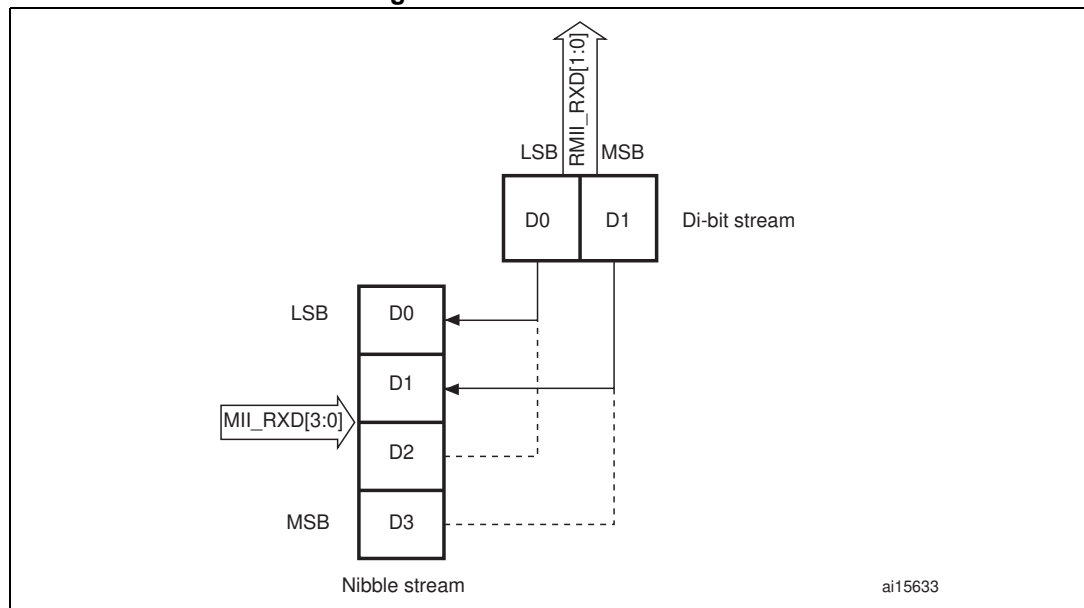 RMII_RXD[1:0]
LSB MSB
D0 D1 Di-bit stream
LSB D0
D1
MII_RXD[3:0]
D2
MSB D3
Nibble stream
ai15633